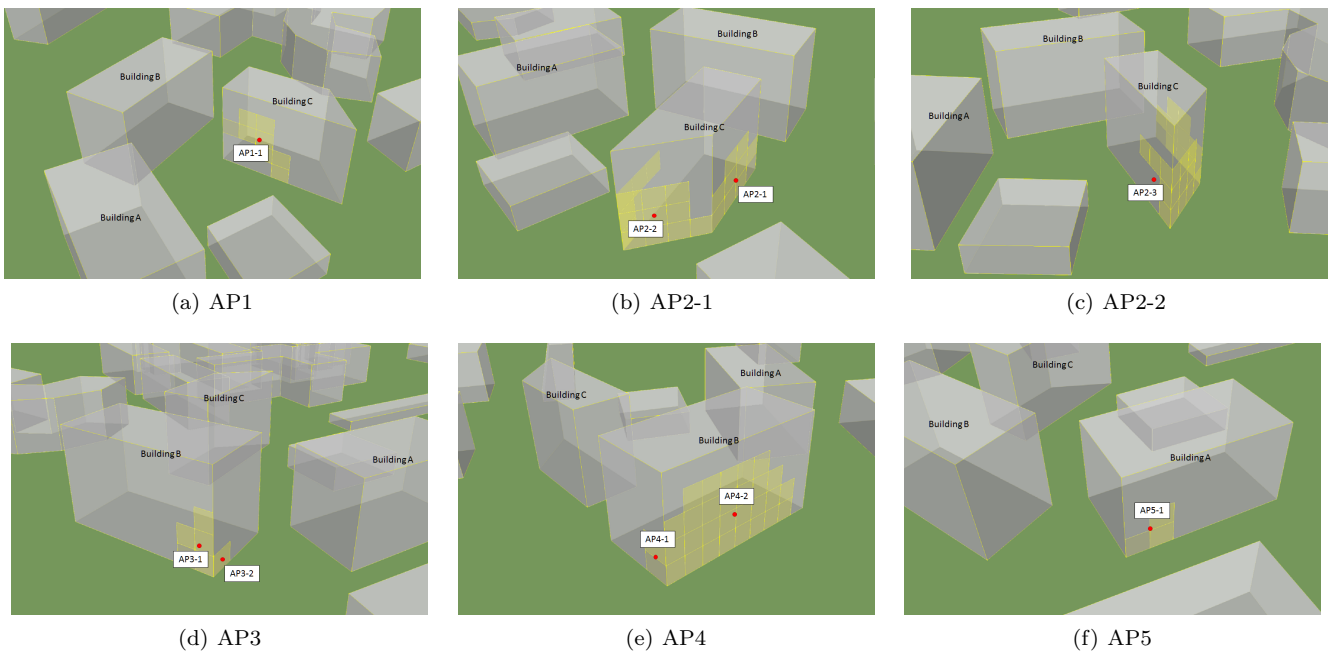 Building B
Building C
AP1-1
Building A
(a) AP1
Building B
Building A
Building C
AP2-1
AP2-2
(b) AP2-1
Building B
Building C
Building A
AP2-3
(c) AP2-2
Building C
Building B
Building A
AP3-1
AP3-2
(d) AP3
Building A
Building C
Building B
AP4-2
AP4-1
(e) AP4
Building C
Building B
Building A
AP5-1
(f) AP5